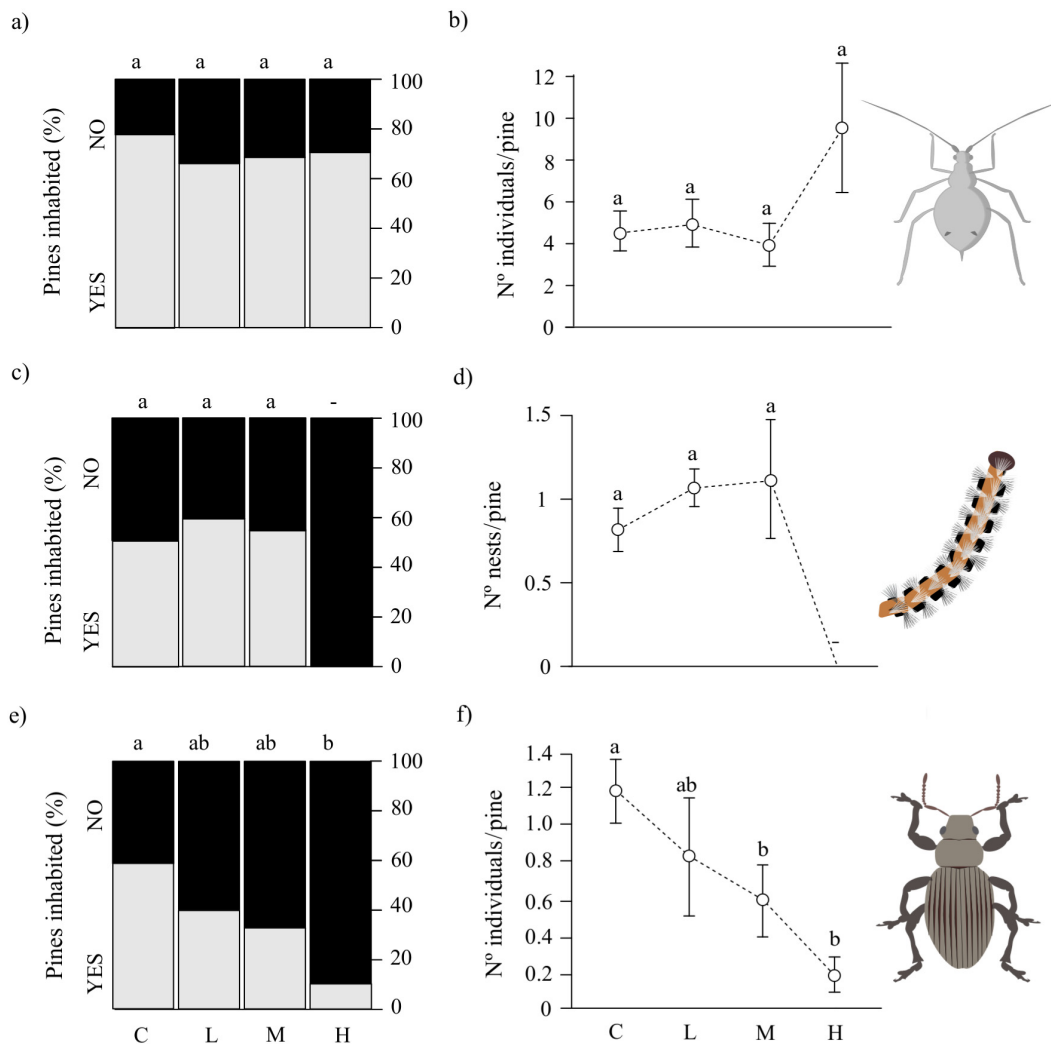 a)
a a a a
Pines inhabited (%)
NO
YES
100
80
60
40
20
0
b)
Nº individuals/pine
12
10
8
6
4
2
0
a
a
a
a
c)
a a a -
Pines inhabited (%)
NO
YES
100
80
60
40
20
0
d)
Nº nests/pine
1.5
1
0.5
0
a
a
a
-
e)
a ab ab b
Pines inhabited (%)
NO
YES
100
80
60
40
20
0
C L M H
f)
Nº individuals/pine
1.4
1.2
1.0
0.8
0.6
0.4
0.2
0
a
ab
b
b
C L M H